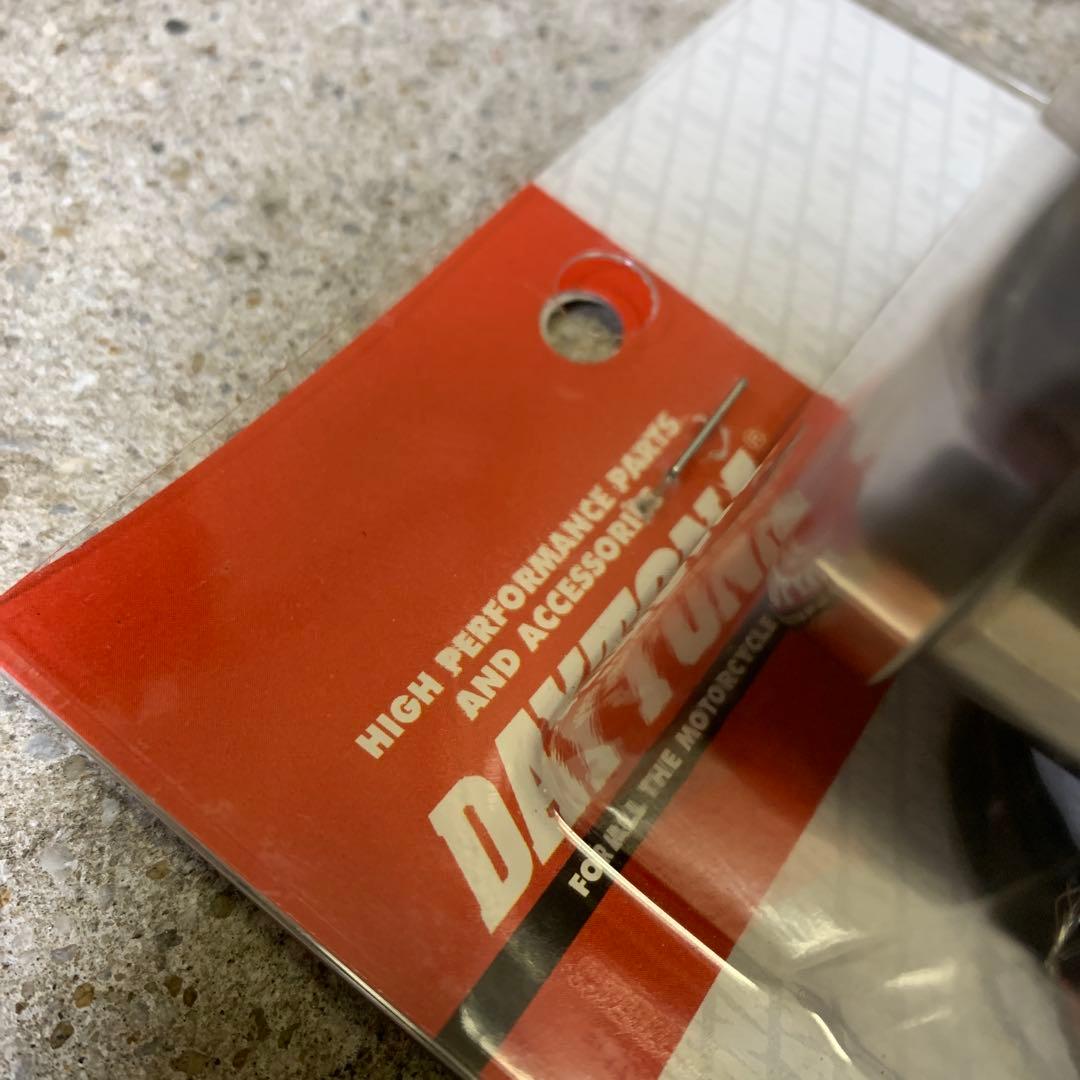 HIGH PERFORMANCE PARTS
AND ACCESSORIES
DAYTONA®
FOR ALL THE MOTORCYCLE